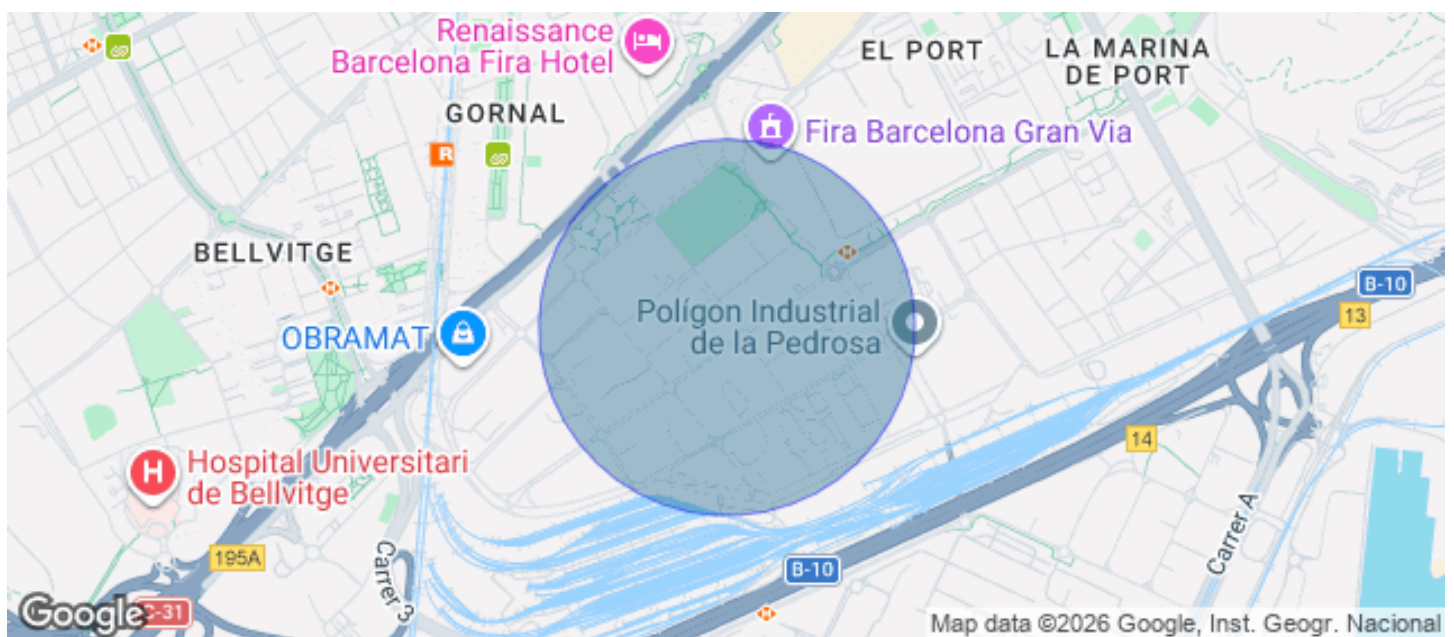 Renaissance
Barcelona Fira Hotel
EL PORT
LA MARINA
DE PORT
GORNAL
Fira Barcelona Gran Via
R
BELLVITGE
B-10
Polígon Industrial
de la Pedrosa
13
OBRAMAT
14
H
Hospital Universitari
de Bellvitge
195A
Carrer 3
B-10
Carrer A
Google
C-31
Map data ©2026 Google, Inst. Geogr. Nacional